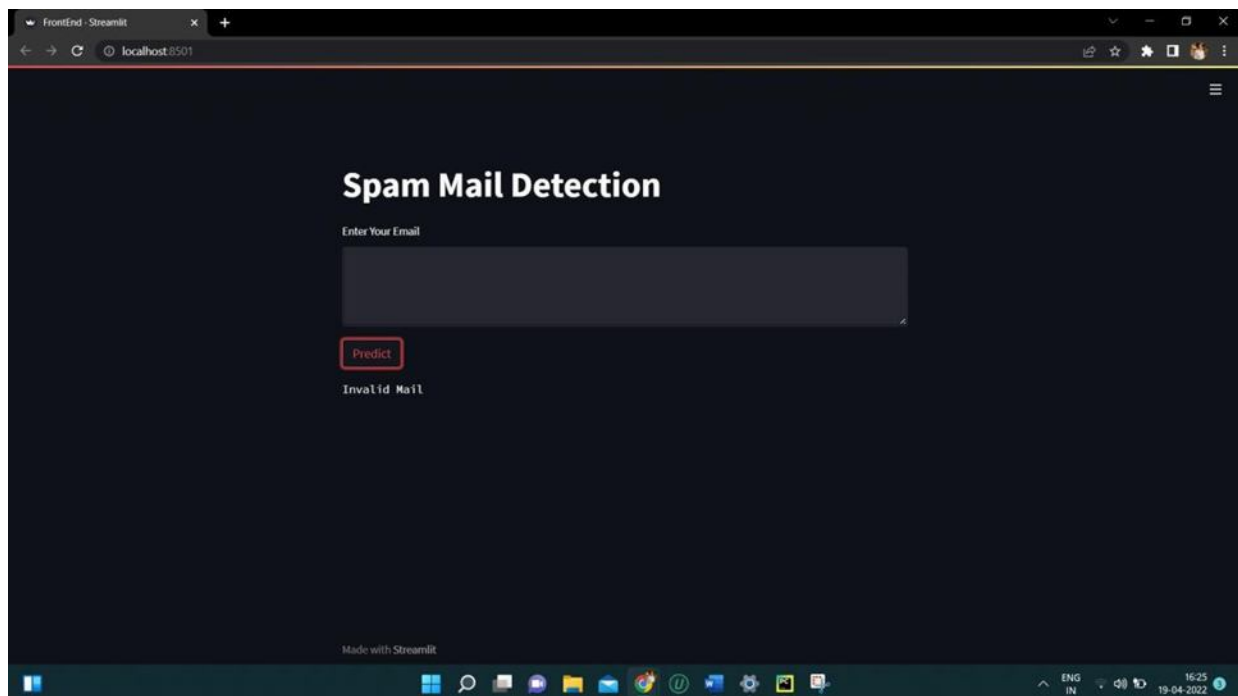 FrontEnd · Streamlit
localhost:8501
Spam Mail Detection
Enter Your Email
Predict
Invalid Mail
Made with Streamlit
ENG
IN
16:25
19-04-2022
3